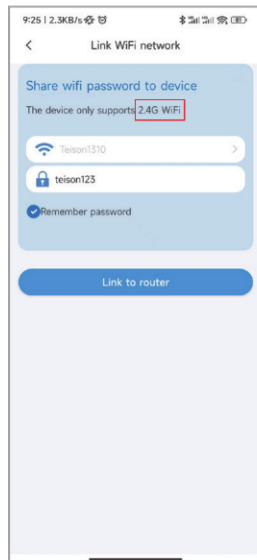 9:25 | 2.3KB/s
Link WiFi network
Share wifi password to device
The device only supports 2.4G WiFi
Teison1310
teison123
Remember password
Link to router